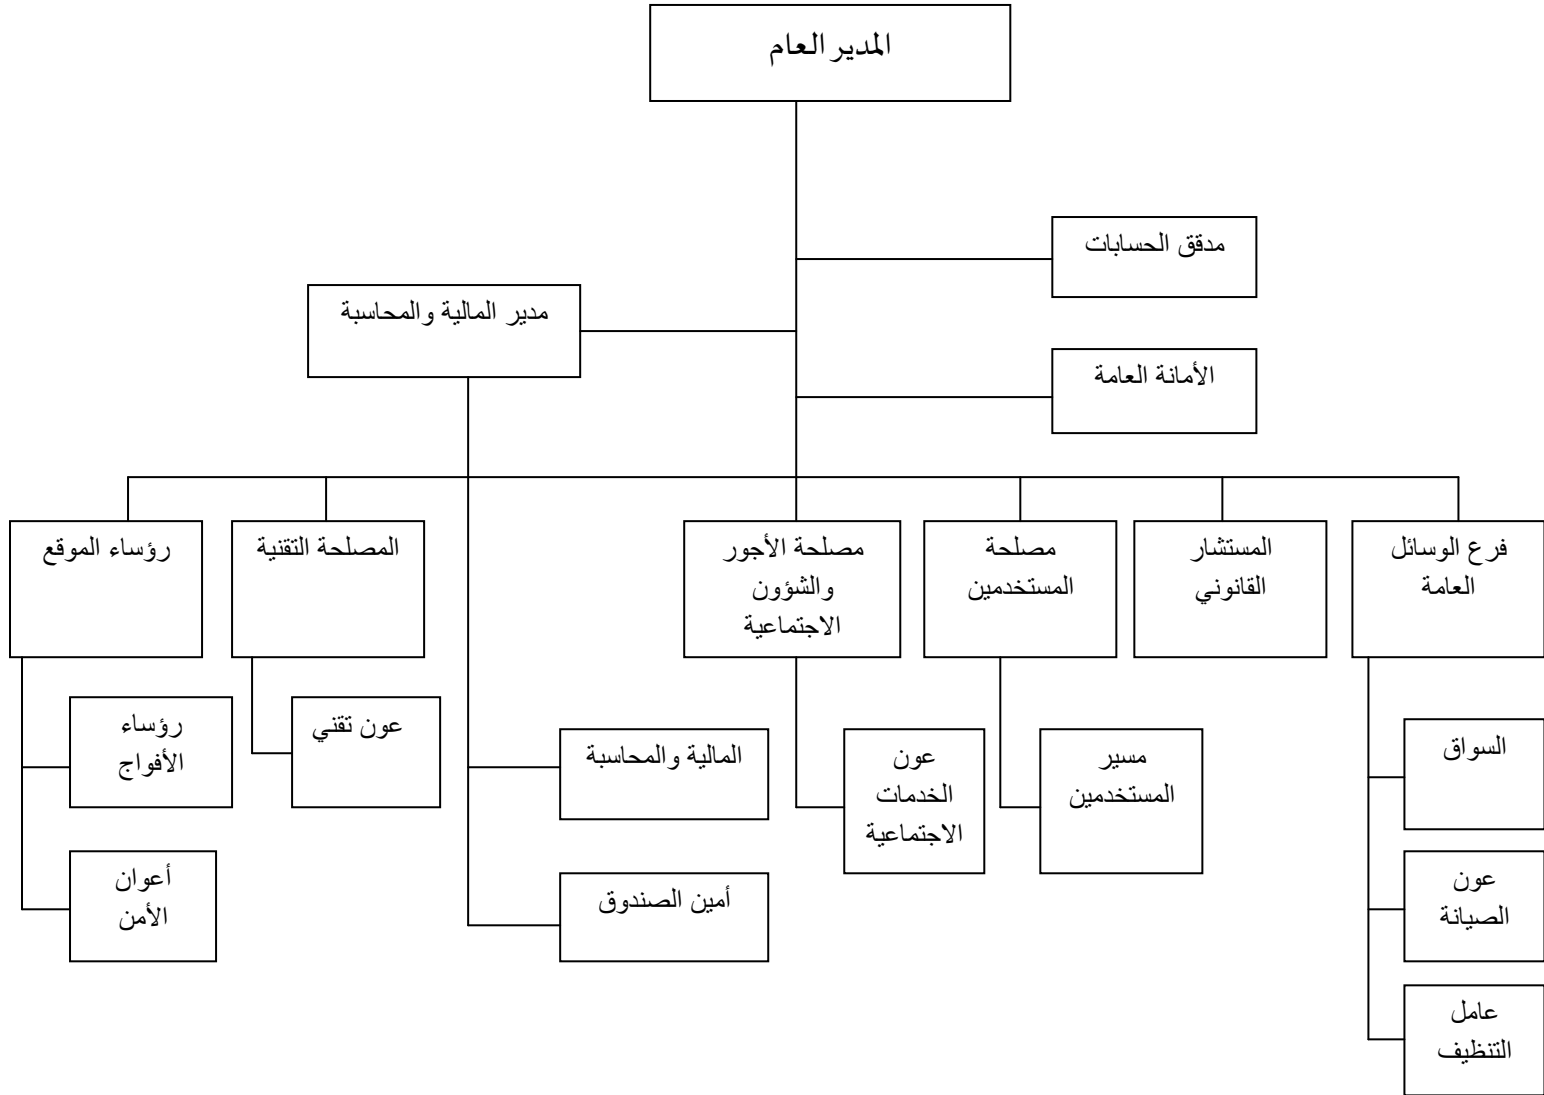 المدير العام
مدقق الحسابات
مدير المالية والمحاسبة
الأمانة العامة
فرع الوسائل
العامة
المستشار
القانوني
مصلحة
المستخدمين
مصلحة الأجور
والشؤون
الاجتماعية
المصلحة التقنية
رؤساء الموقع
السواق
مسير
المستخدمين
عون
الخدمات
الاجتماعية
المالية والمحاسبة
عون تقني
رؤساء
الأفواج
عون
الصيانة
أمين الصندوق
أعوان
الأمن
عامل
التنظيف